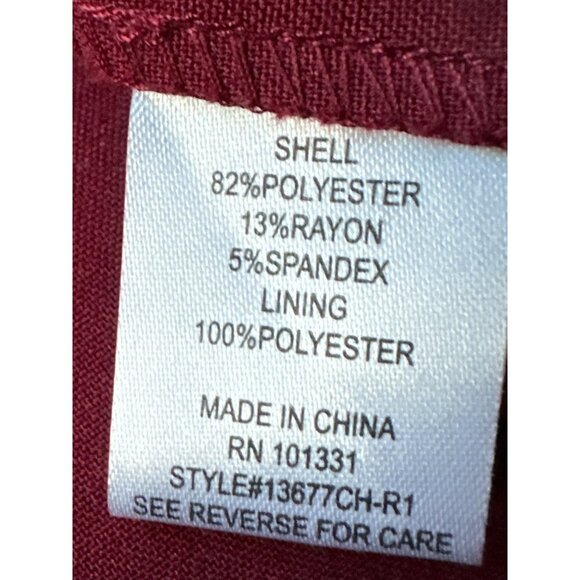 SHELL
82%POLYESTER
13%RAYON
5%SPANDEX
LINING
100%POLYESTER
MADE IN CHINA
RN 101331
STYLE#13677CH-R1
SEE REVERSE FOR CARE